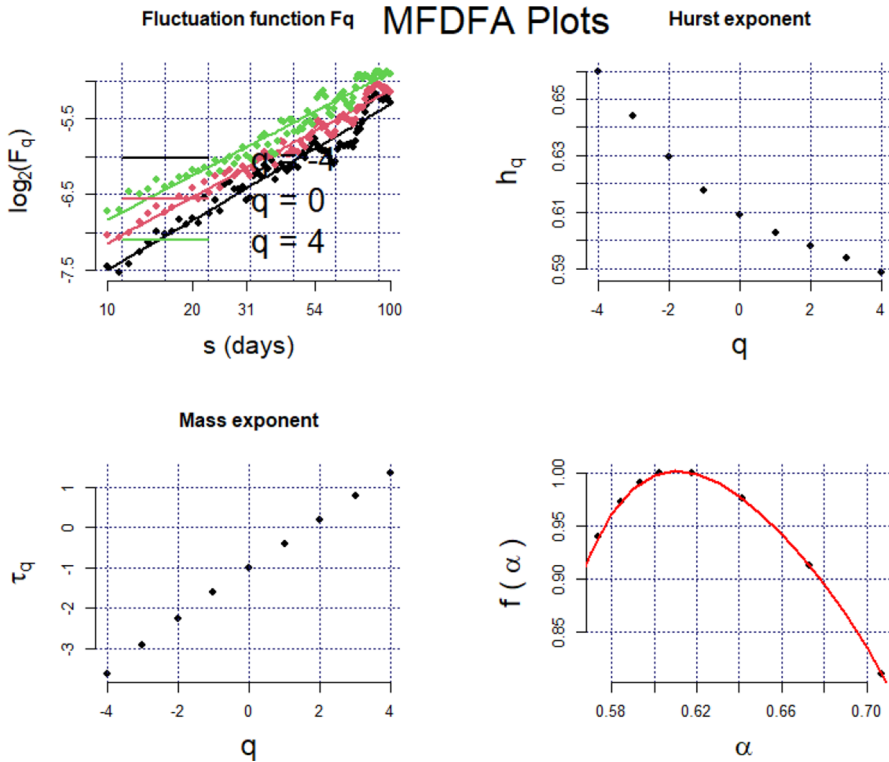 MFDFA Plots
Fluctuation function Fq
log2(Fq)
-5.5
-6.5
-7.5
q = -4
q = 0
q = 4
10 20 31 54 100
s (days)
Hurst exponent
hq
0.65
0.63
0.61
0.59
-4 -2 0 2 4
q
Mass exponent
τq
1
0
-1
-2
-3
-4 -2 0 2 4
q
f ( α )
1.00
0.95
0.90
0.85
0.58 0.62 0.66 0.70
α